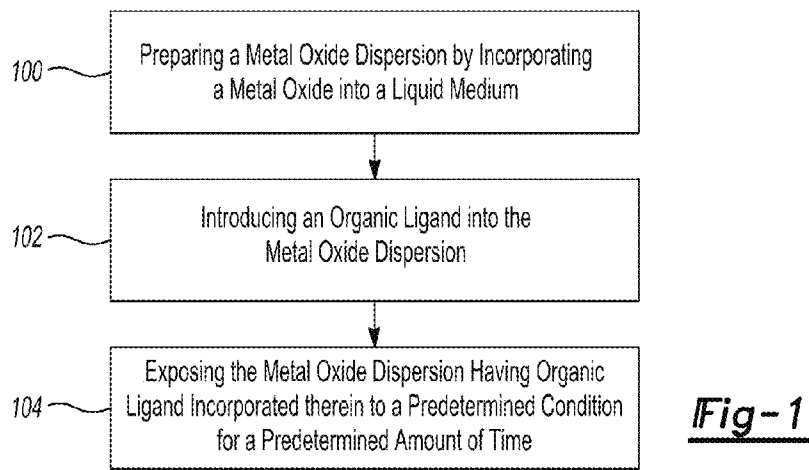 100
Preparing a Metal Oxide Dispersion by Incorporating
a Metal Oxide into a Liquid Medium
102
Introducing an Organic Ligand into the
Metal Oxide Dispersion
104
Exposing the Metal Oxide Dispersion Having Organic
Ligand Incorporated therein to a Predetermined Condition
for a Predetermined Amount of Time
Fig-1